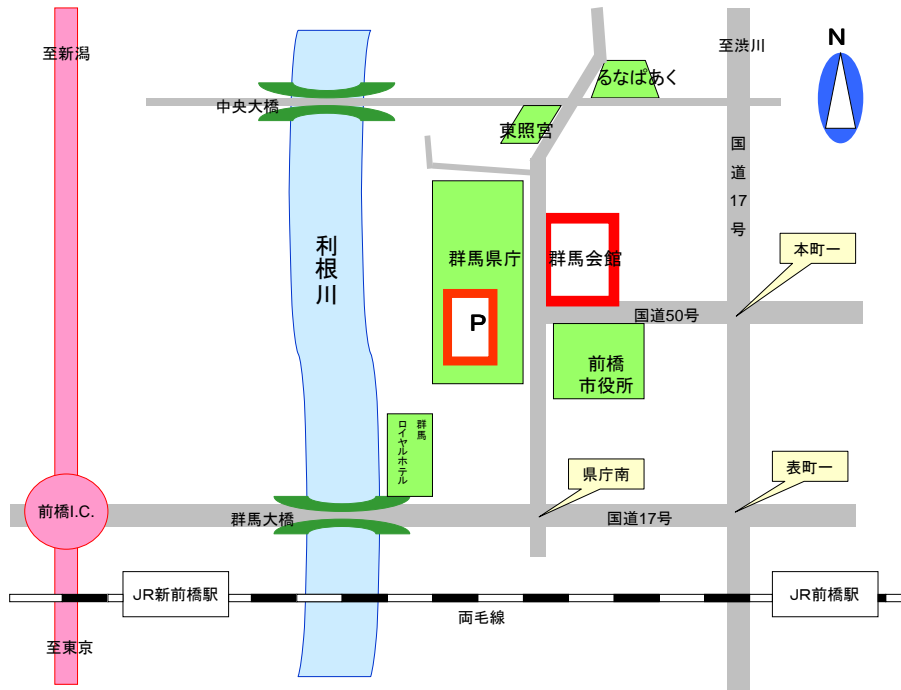 至新潟
至渋川
N
るなぱあく
中央大橋
東照宮
国道17号
利根川
群馬県庁
群馬会館
本町一
P
国道50号
前橋
市役所
群馬
ロイヤルホテル
県庁南
表町一
前橋I.C.
群馬大橋
国道17号
JR新前橋駅
JR前橋駅
両毛線
至東京